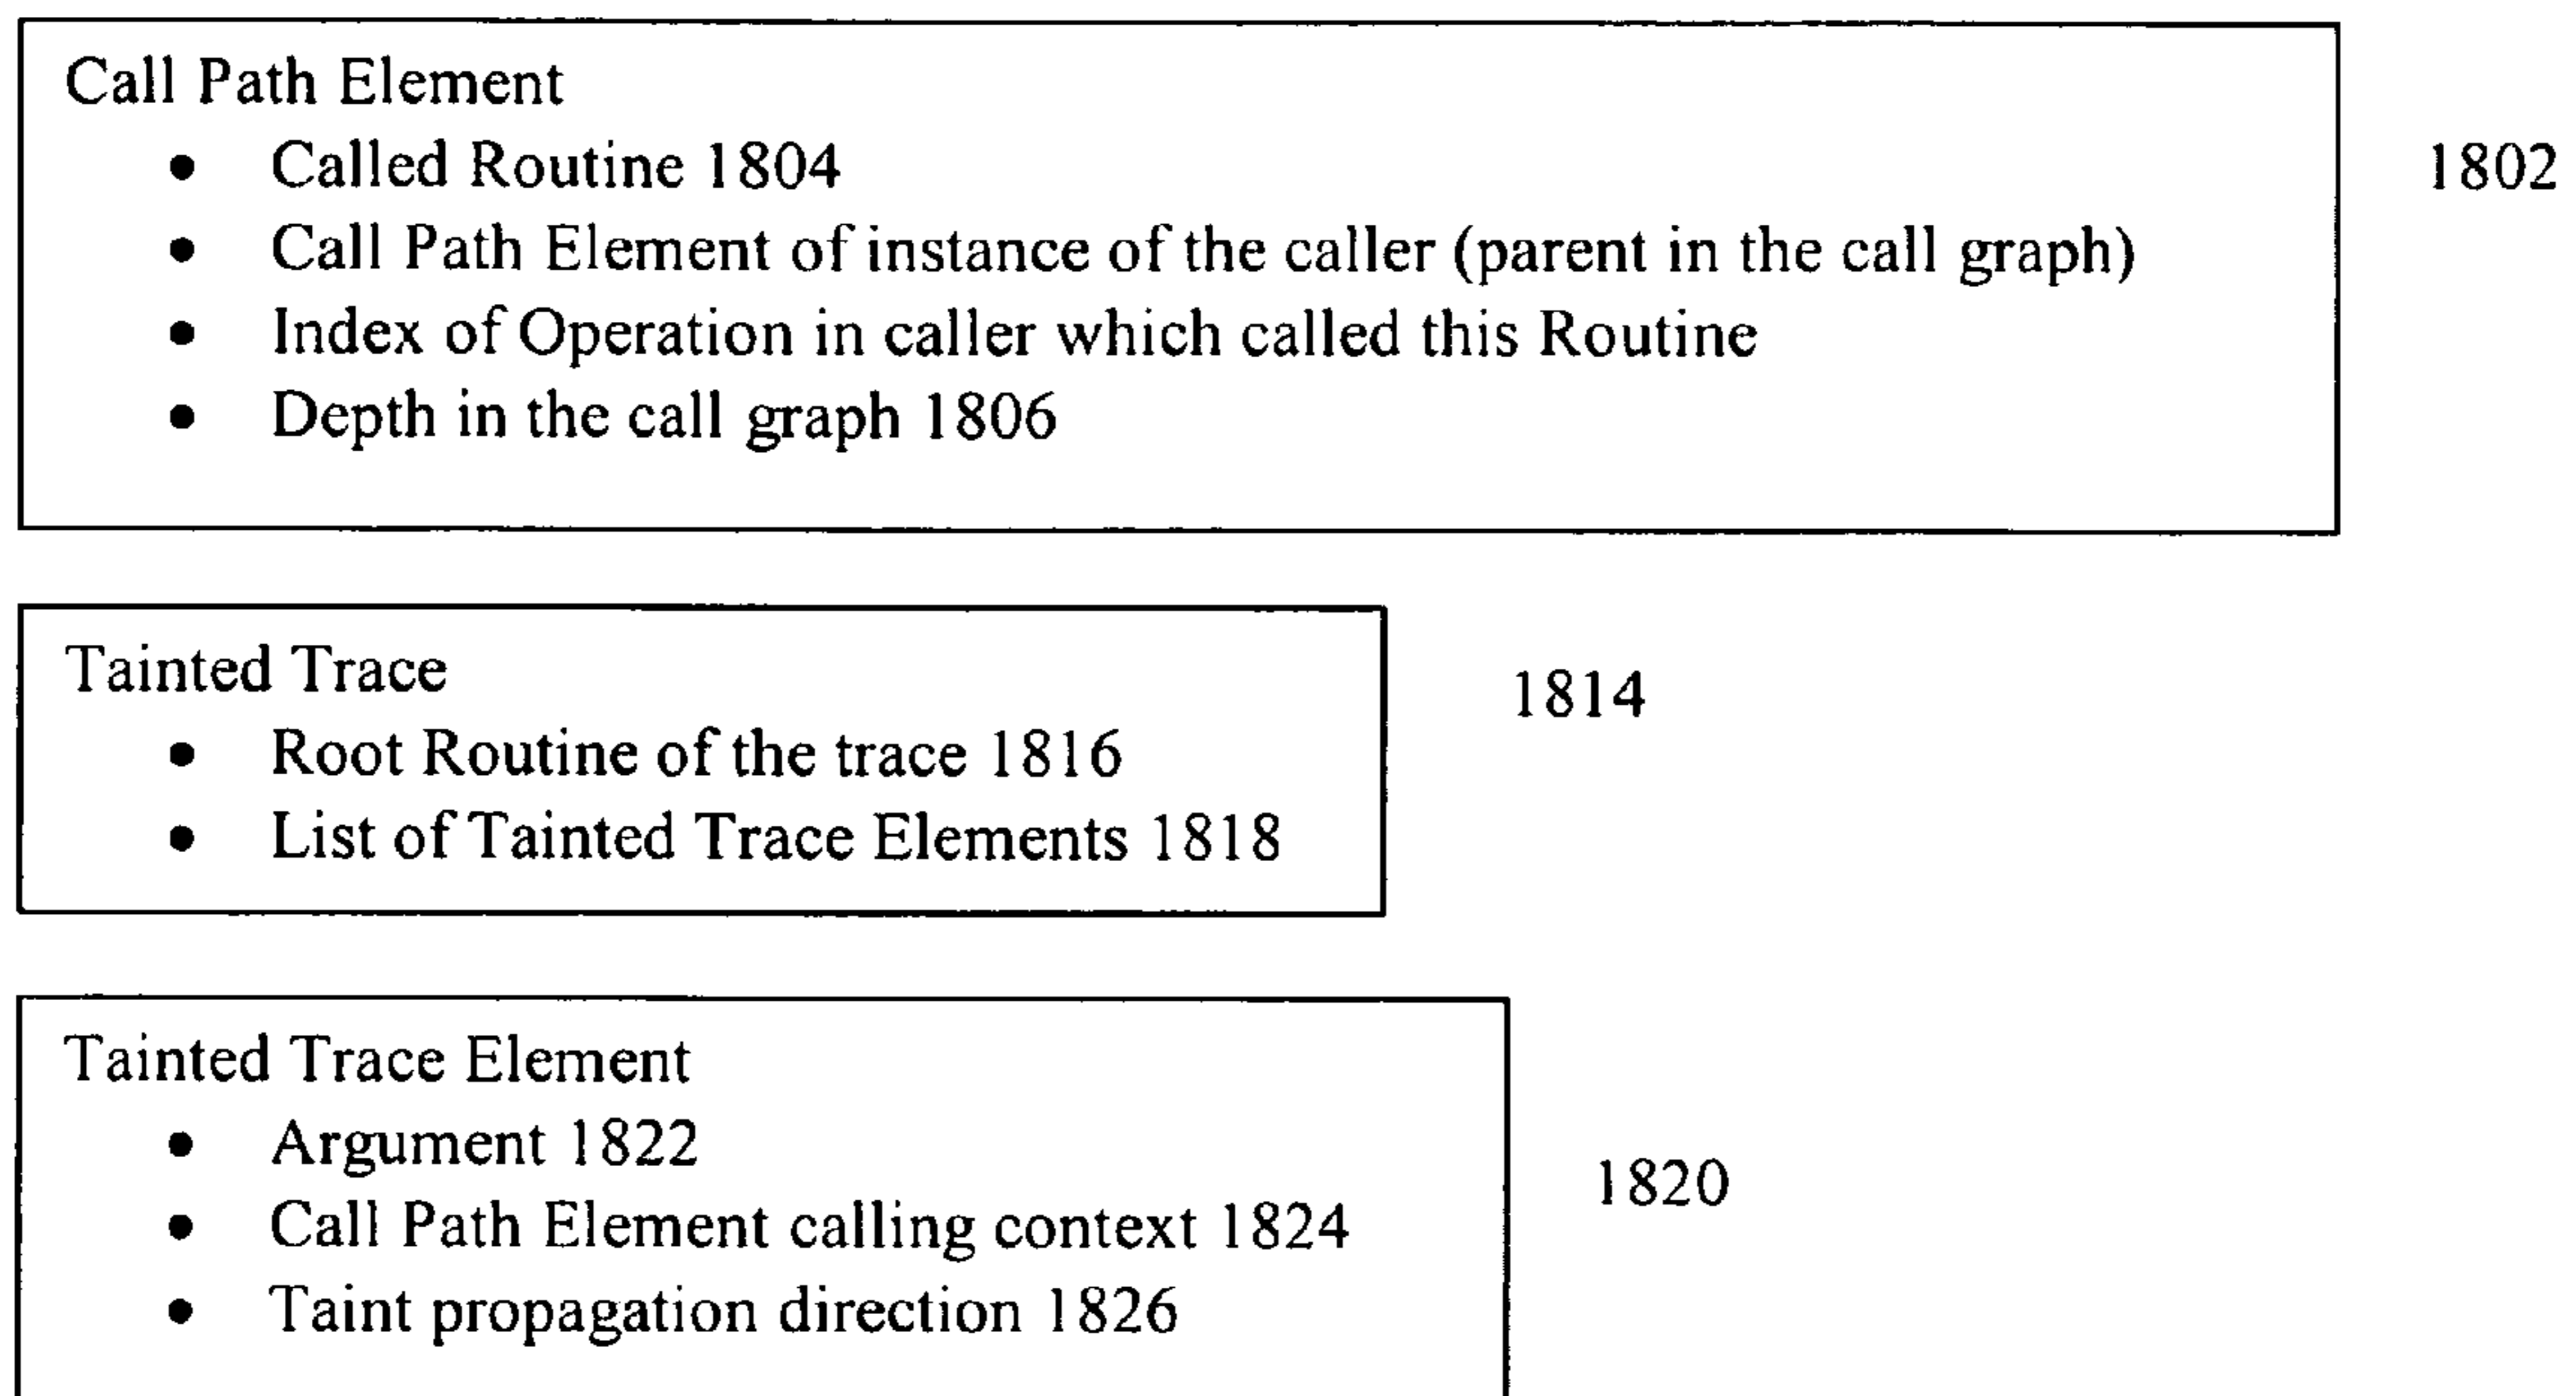 Call Path Element
• Called Routine 1804
1802
• Call Path Element of instance of the caller (parent in the call graph)
• Index of Operation in caller which called this Routine
• Depth in the call graph 1806
Tainted Trace
1814
• Root Routine of the trace 1816
• List of Tainted Trace Elements 1818
Tainted Trace Element
• Argument 1822
1820
• Call Path Element calling context 1824
• Taint propagation direction 1826